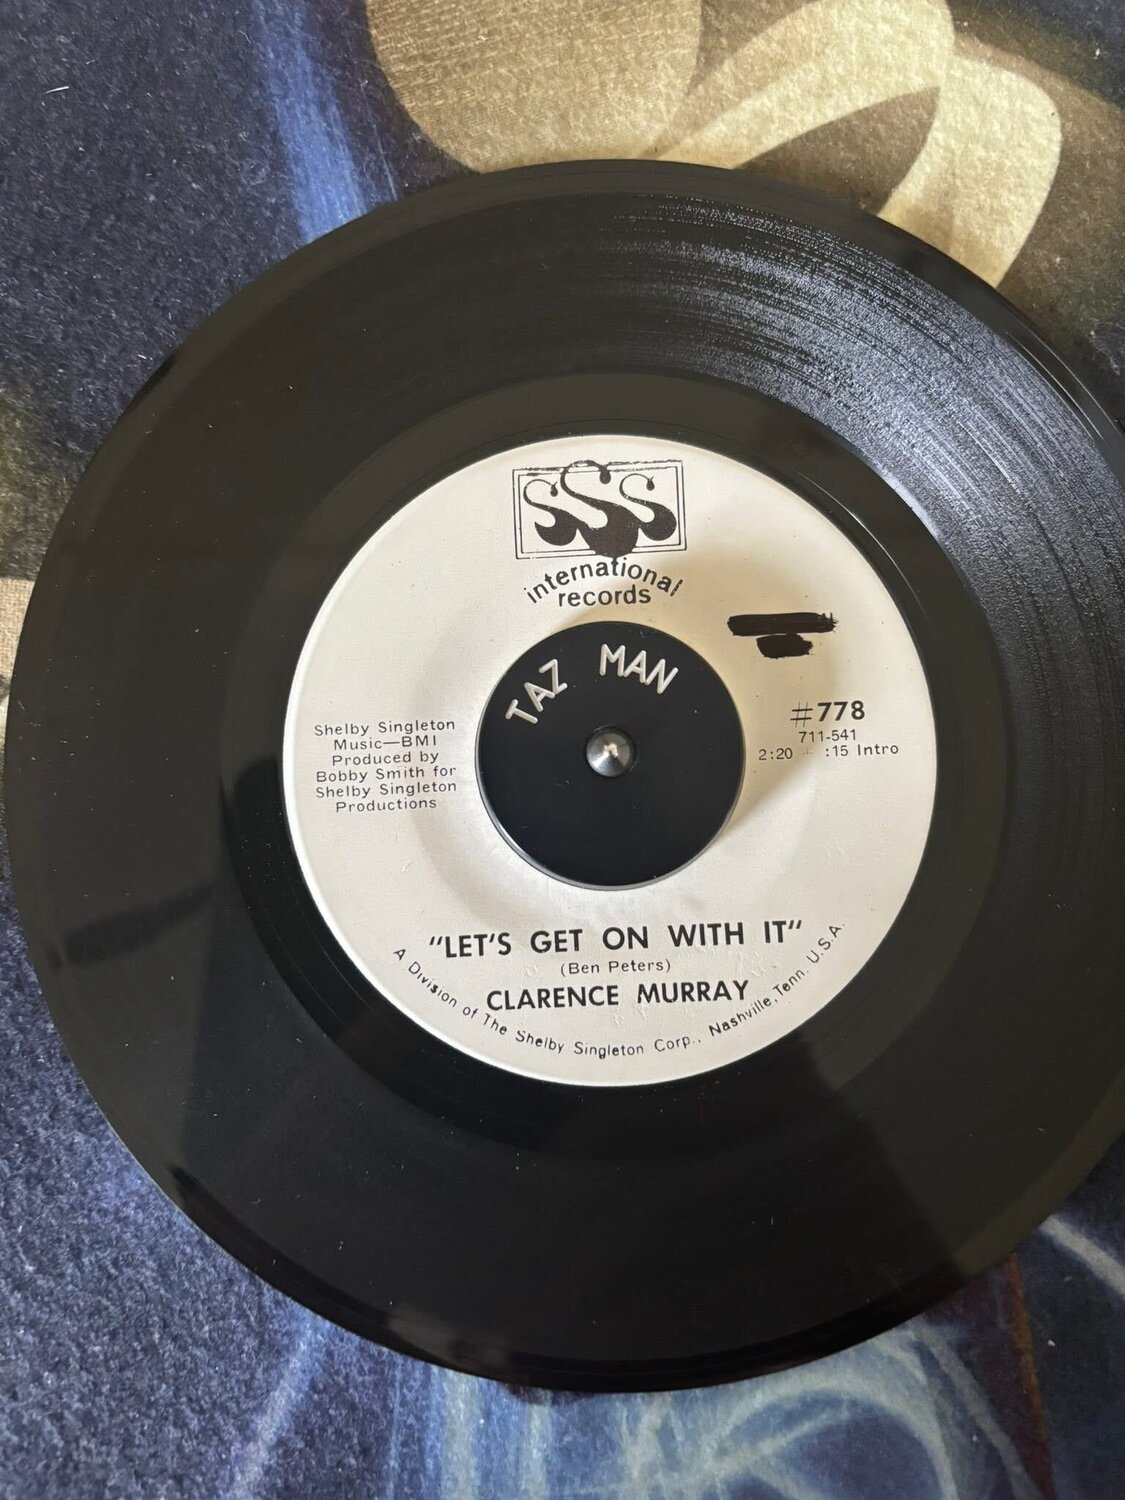 SSS
international
records
TAZ MAN
#778
711-541
2:20 + :15 Intro
Shelby Singleton
Music—BMI
Produced by
Bobby Smith for
Shelby Singleton
Productions
"LET'S GET ON WITH IT"
(Ben Peters)
CLARENCE MURRAY
A Division of The Shelby Singleton Corp., Nashville, Tenn. U.S.A.